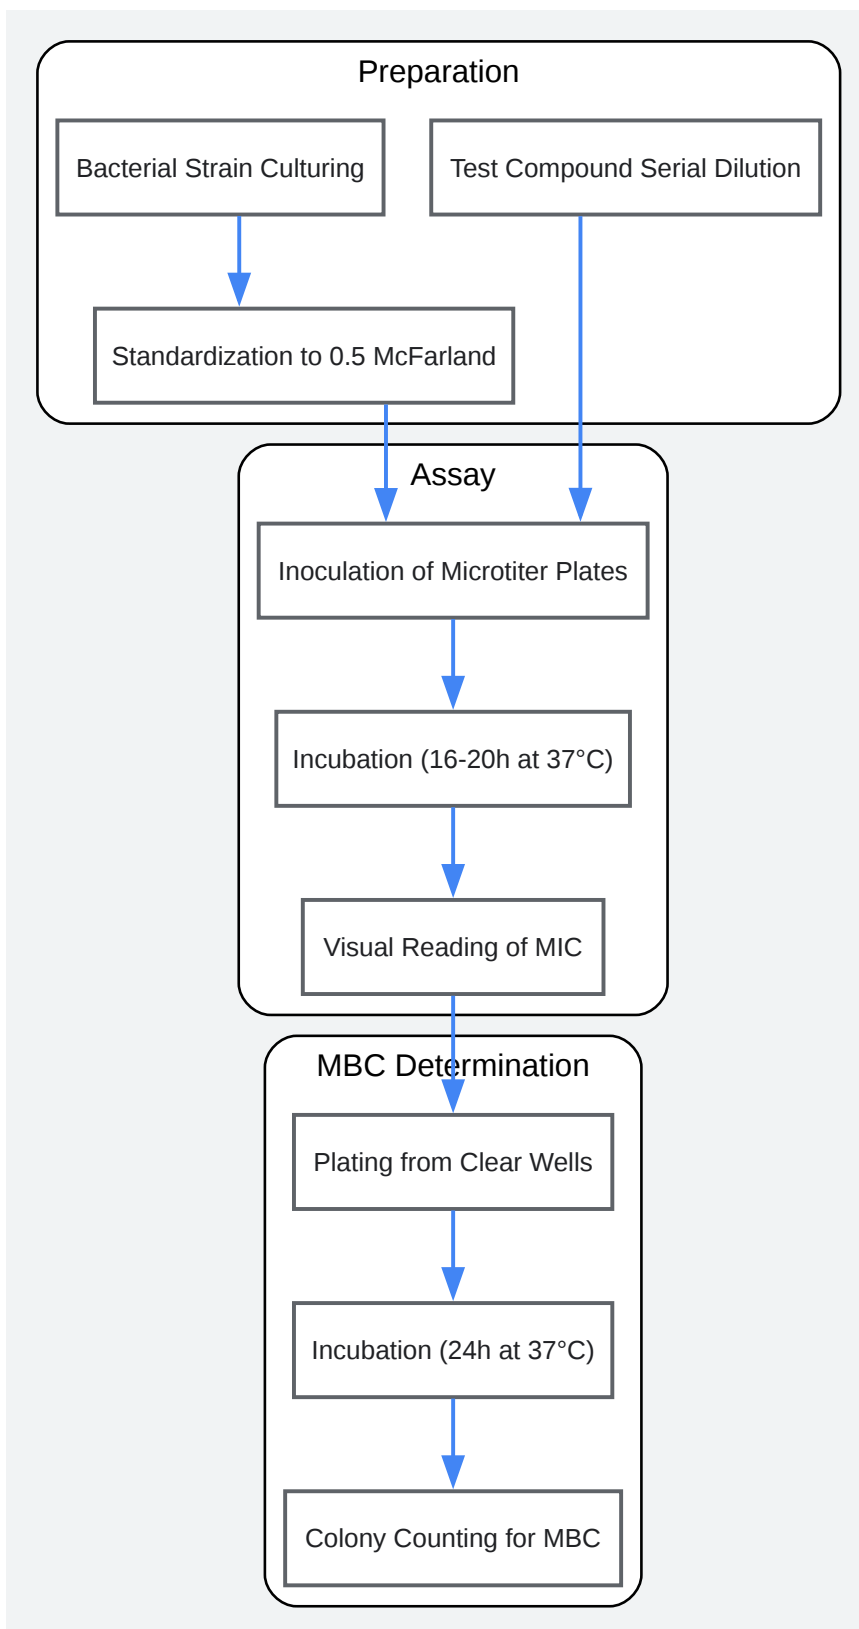 Preparation
Bacterial Strain Culturing
Test Compound Serial Dilution
Standardization to 0.5 McFarland
Assay
Inoculation of Microtiter Plates
Incubation (16-20h at 37°C)
Visual Reading of MIC
MBC Determination
Plating from Clear Wells
Incubation (24h at 37°C)
Colony Counting for MBC